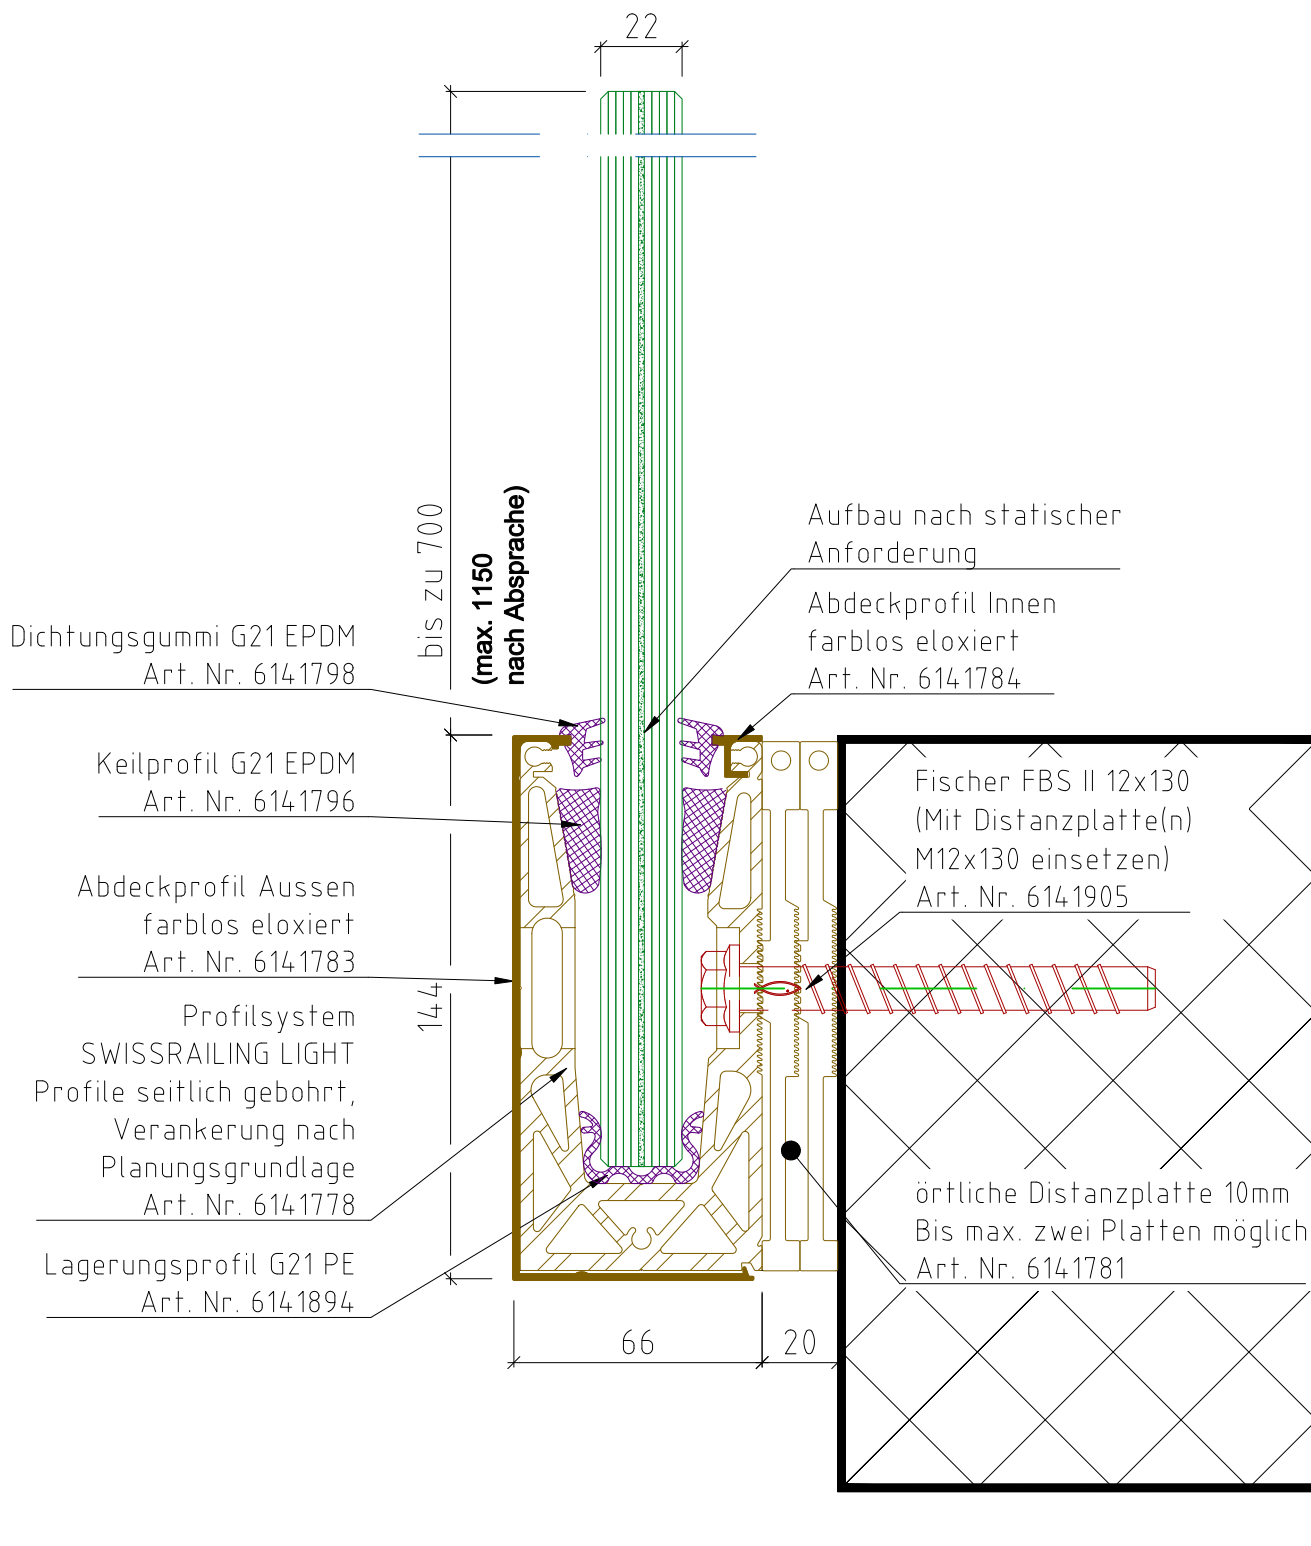 22
bis zu 700
(max. 1150
nach Absprache)
Aufbau nach statischer
Anforderung
Abdeckprofil Innen
farblos eloxiert
Art. Nr. 6141784
Dichtungsgummi G21 EPDM
Art. Nr. 6141798
Keilprofil G21 EPDM
Art. Nr. 6141796
Fischer FBS II 12x130
(Mit Distanzplatte(n)
M12x130 einsetzen)
Art. Nr. 6141905
Abdeckprofil Aussen
farblos eloxiert
Art. Nr. 6141783
144
Profilsystem
SWISSRAILING LIGHT
Profile seitlich gebohrt,
Verankerung nach
Planungsgrundlage
Art. Nr. 6141778
örtliche Distanzplatte 10mm
Bis max. zwei Platten möglich
Art. Nr. 6141781
Lagerungsprofil G21 PE
Art. Nr. 6141894
66
20